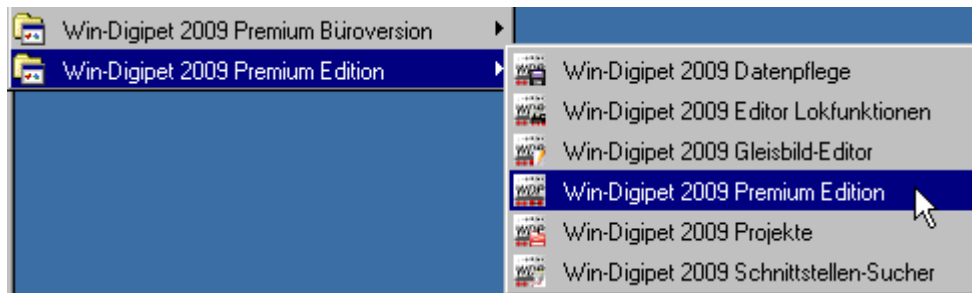 Win-Digipet 2009 Premium Büroversion
Win-Digipet 2009 Premium Edition
Win-Digipet 2009 Datenpflege
Win-Digipet 2009 Editor Lokfunktionen
Win-Digipet 2009 Gleisbild-Editor
Win-Digipet 2009 Premium Edition
Win-Digipet 2009 Projekte
Win-Digipet 2009 Schnittstellen-Sucher